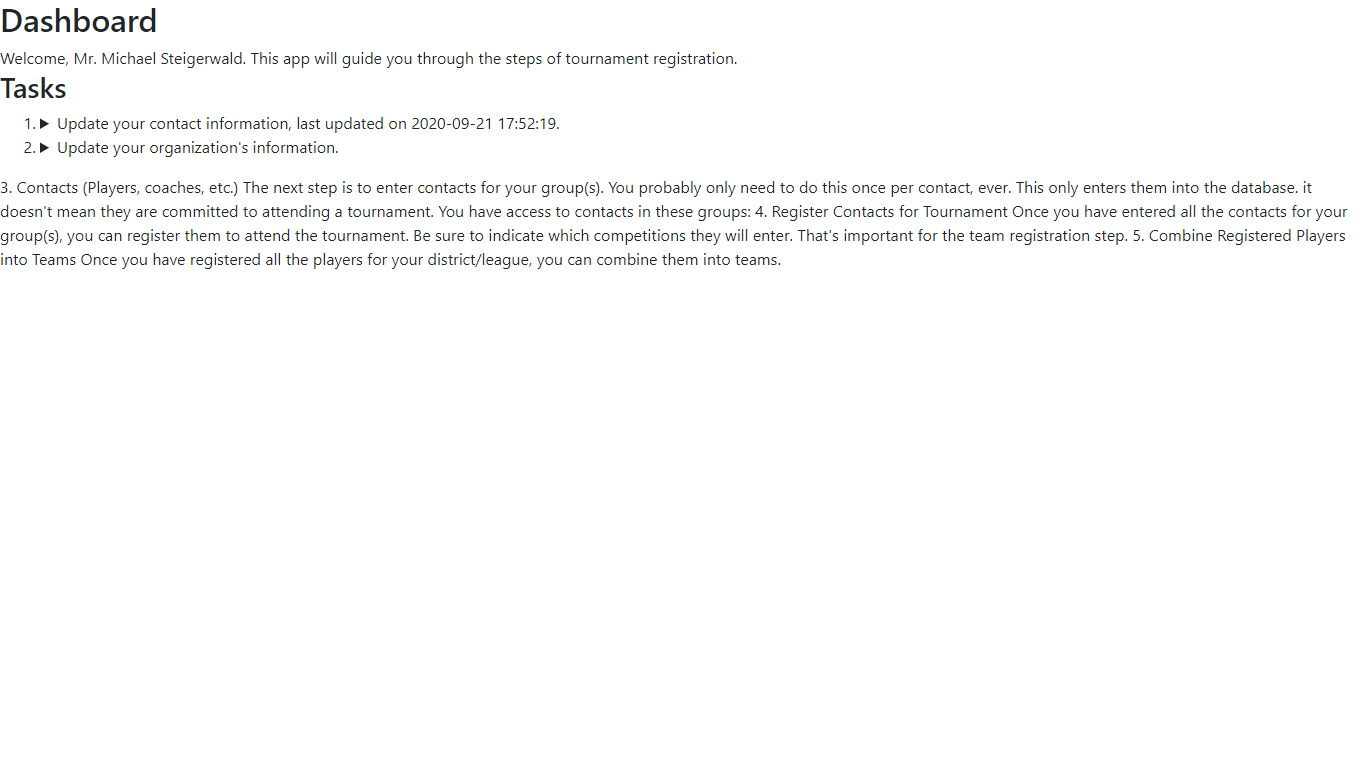 Dashboard
Welcome, Mr. Michael Steigerwald. This app will guide you through the steps of tournament registration.
Tasks
1. ▶ Update your contact information, last updated on 2020-09-21 17:52:19.
2. ▶ Update your organization's information.
3. Contacts (Players, coaches, etc.) The next step is to enter contacts for your group(s). You probably only need to do this once per contact, ever. This only enters them into the database. it
doesn't mean they are committed to attending a tournament. You have access to contacts in these groups: 4. Register Contacts for Tournament Once you have entered all the contacts for your
group(s), you can register them to attend the tournament. Be sure to indicate which competitions they will enter. That's important for the team registration step. 5. Combine Registered Players
into Teams Once you have registered all the players for your district/league, you can combine them into teams.